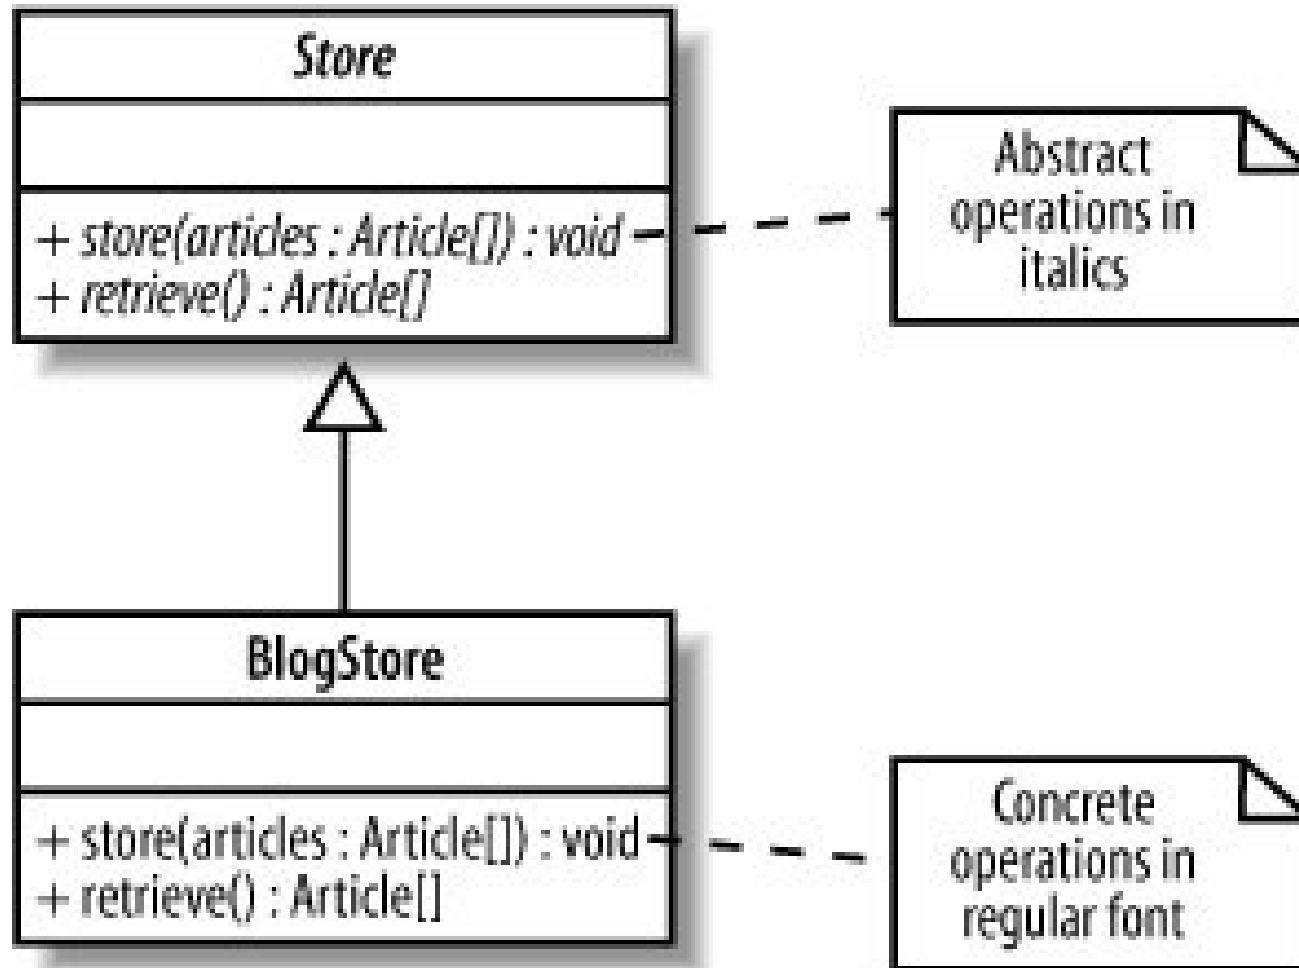 Store
+ store(articles : Article[]) : void
+ retrieve() : Article[]
Abstract
operations in
italics
BlogStore
+ store(articles : Article[]) : void
+ retrieve() : Article[]
Concrete
operations in
regular font